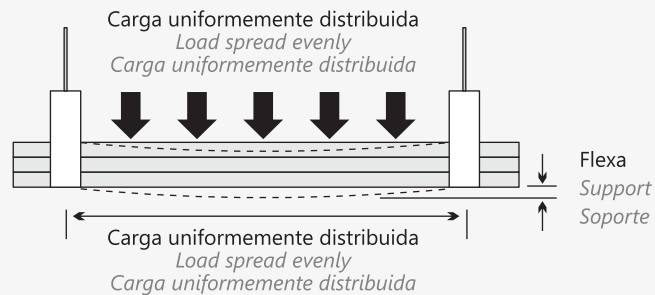 Carga uniformemente distribuida
Load spread evenly
Carga uniformemente distribuida
Flexa
Support
Soporte
Carga uniformemente distribuida
Load spread evenly
Carga uniformemente distribuida